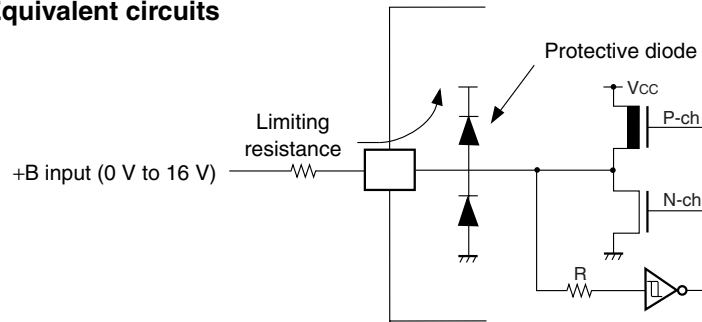 Equivalent circuits
Protective diode
VCC
Limiting
resistance
P-ch
+B input (0 V to 16 V)
N-ch
R